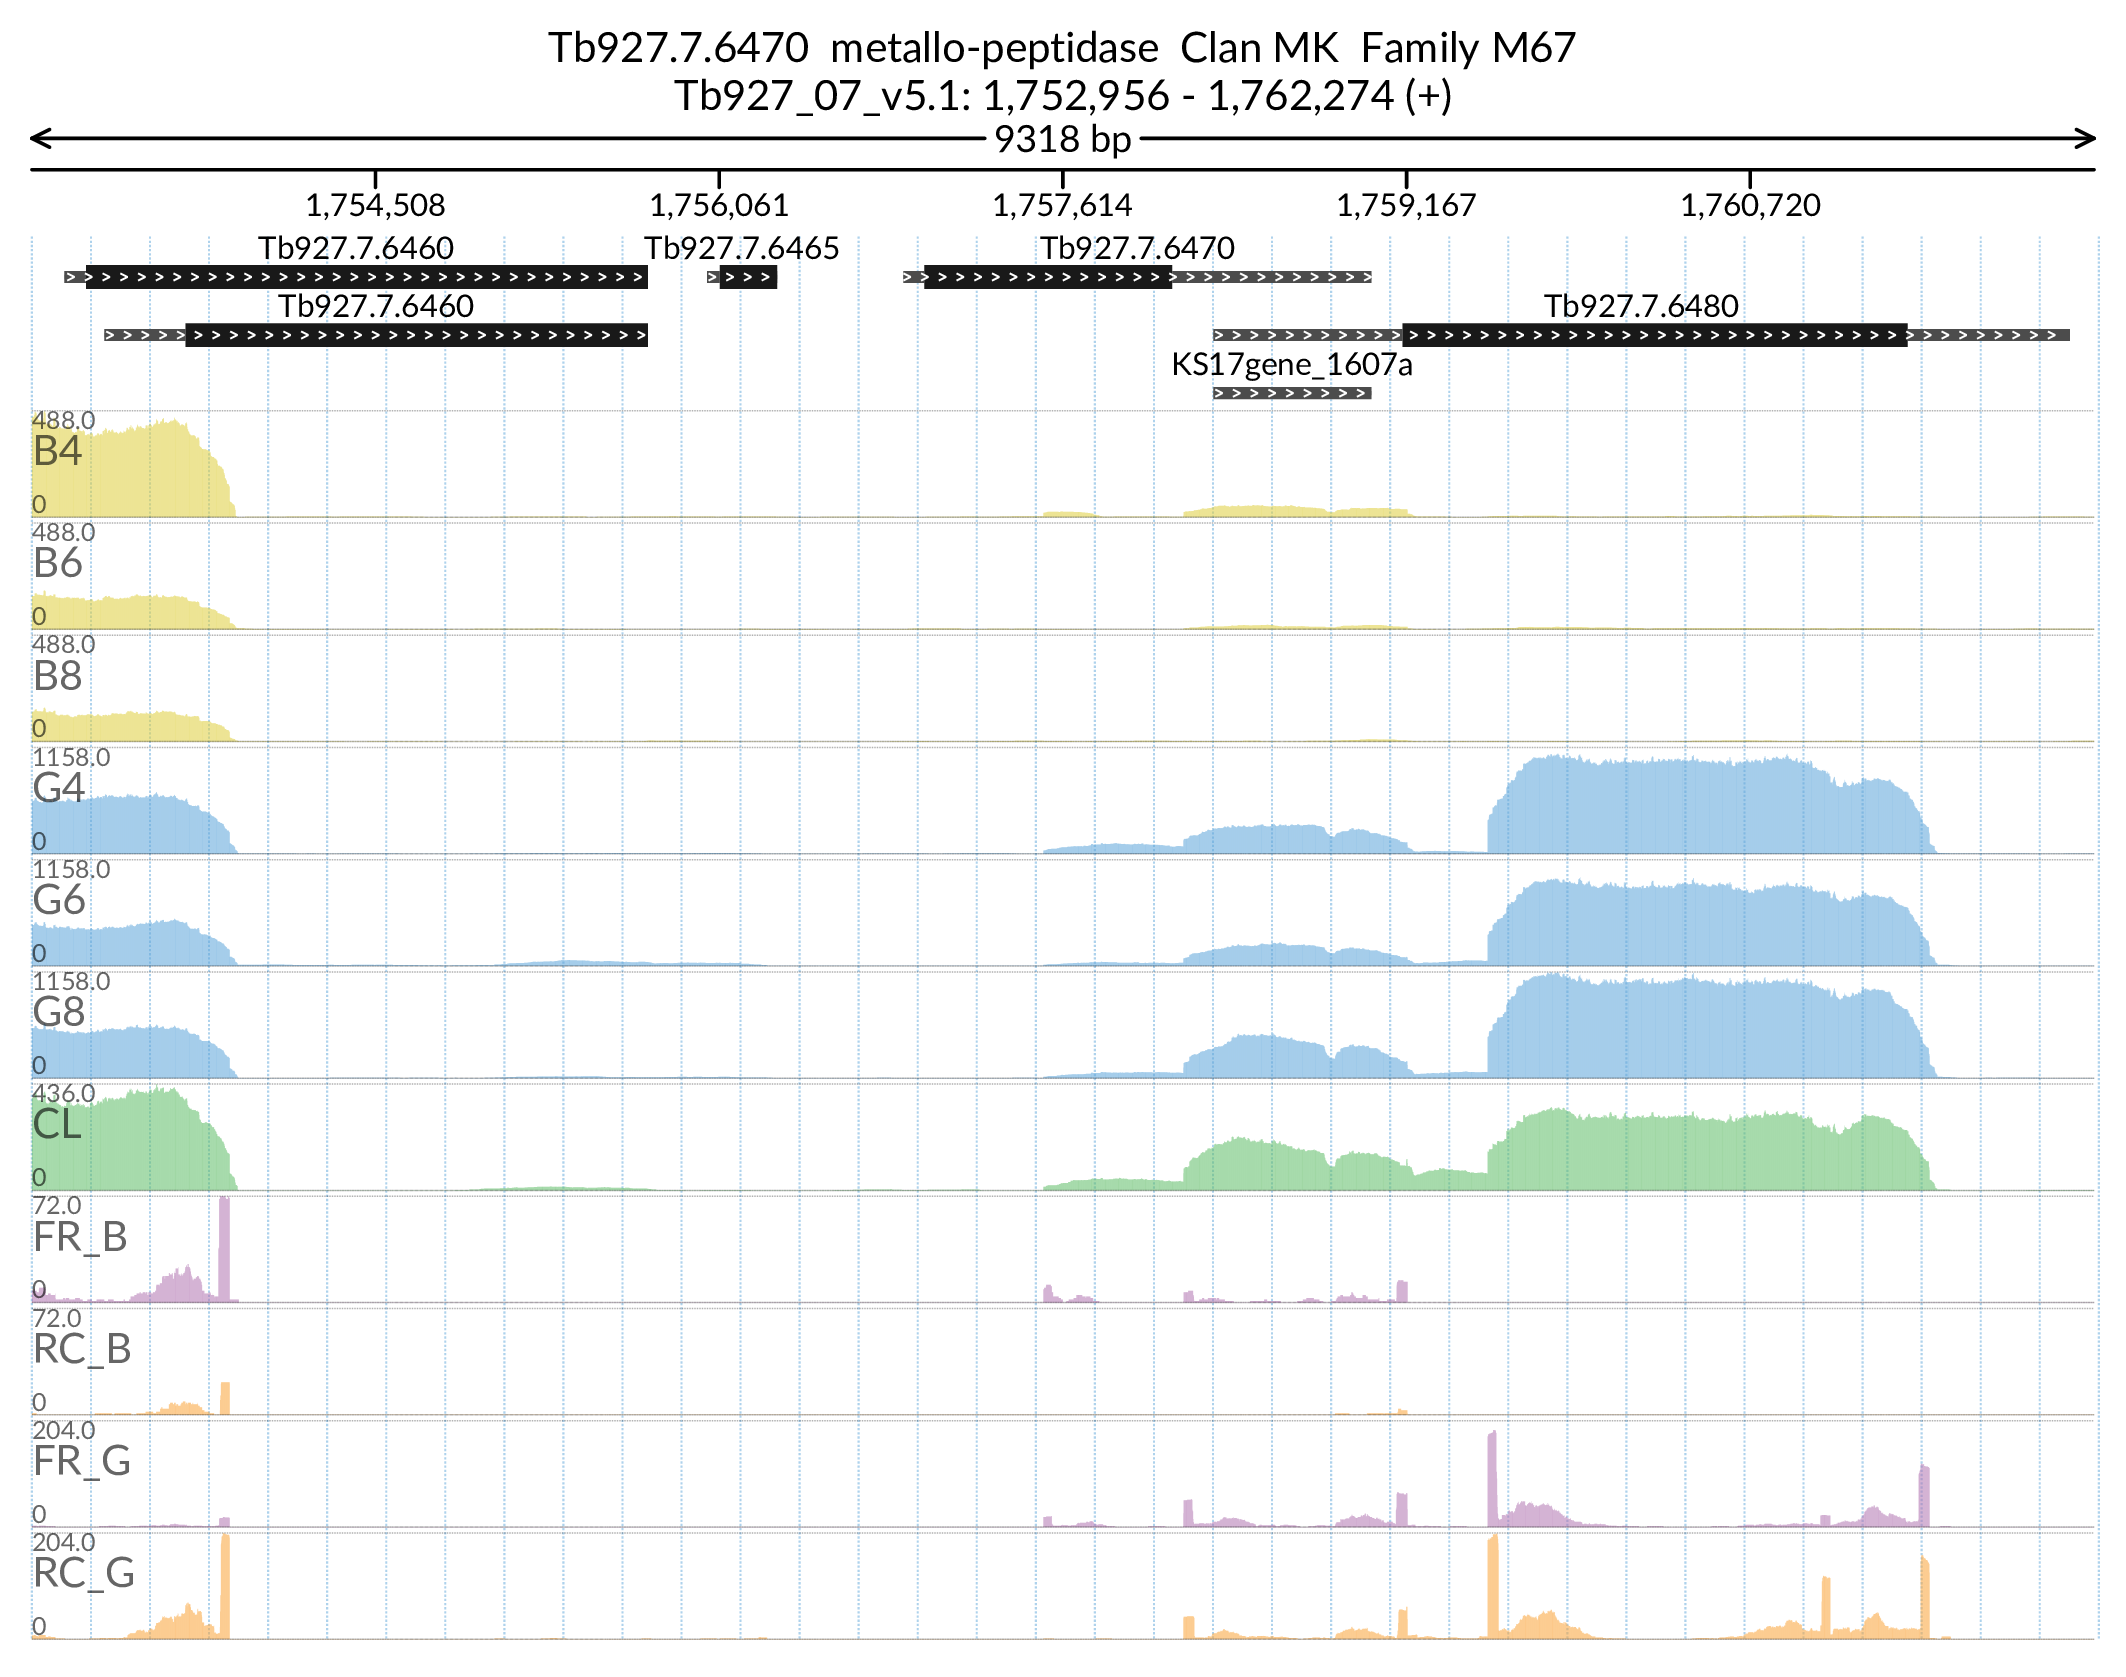 Tb927.7.6470 metallo-peptidase Clan MK Family M67
Tb927_07_v5.1: 1,752,956 - 1,762,274 (+)
9318 bp
1,754,508 1,756,061 1,757,614 1,759,167 1,760,720
Tb927.7.6460 Tb927.7.6465 Tb927.7.6470
Tb927.7.6460 Tb927.7.6480
KS17gene_1607a
488.0
B4
0
488.0
B6
0
488.0
B8
0
1158.0
G4
0
1158.0
G6
0
1158.0
G8
0
436.0
CL
0
72.0
FR_B
0
72.0
RC_B
0
204.0
FR_G
0
204.0
RC_G
0